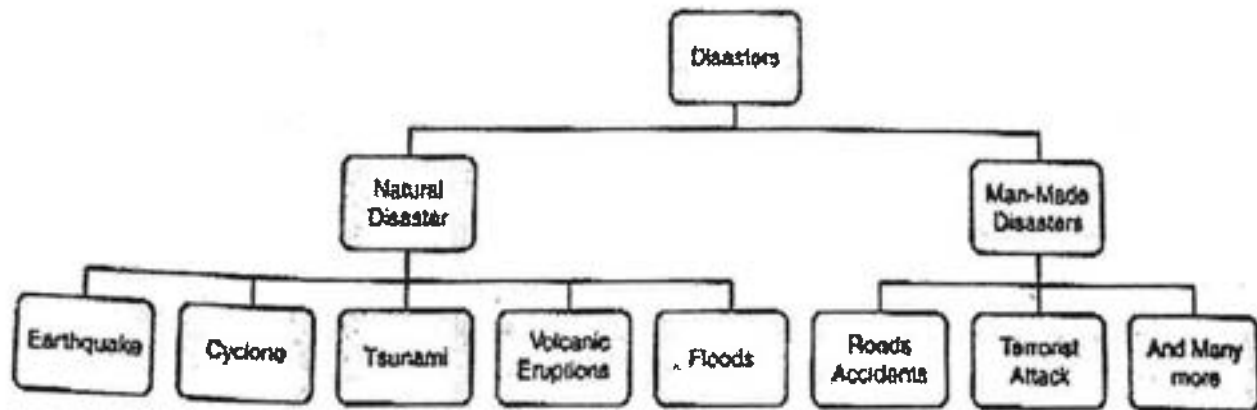 Disasters
Natural
Disaster
Man-Made
Disasters
Earthquake
Cyclone
Tsunami
Volcanic
Eruptions
Floods
Roads
Accidents
Terrorist
Attack
And Many
more